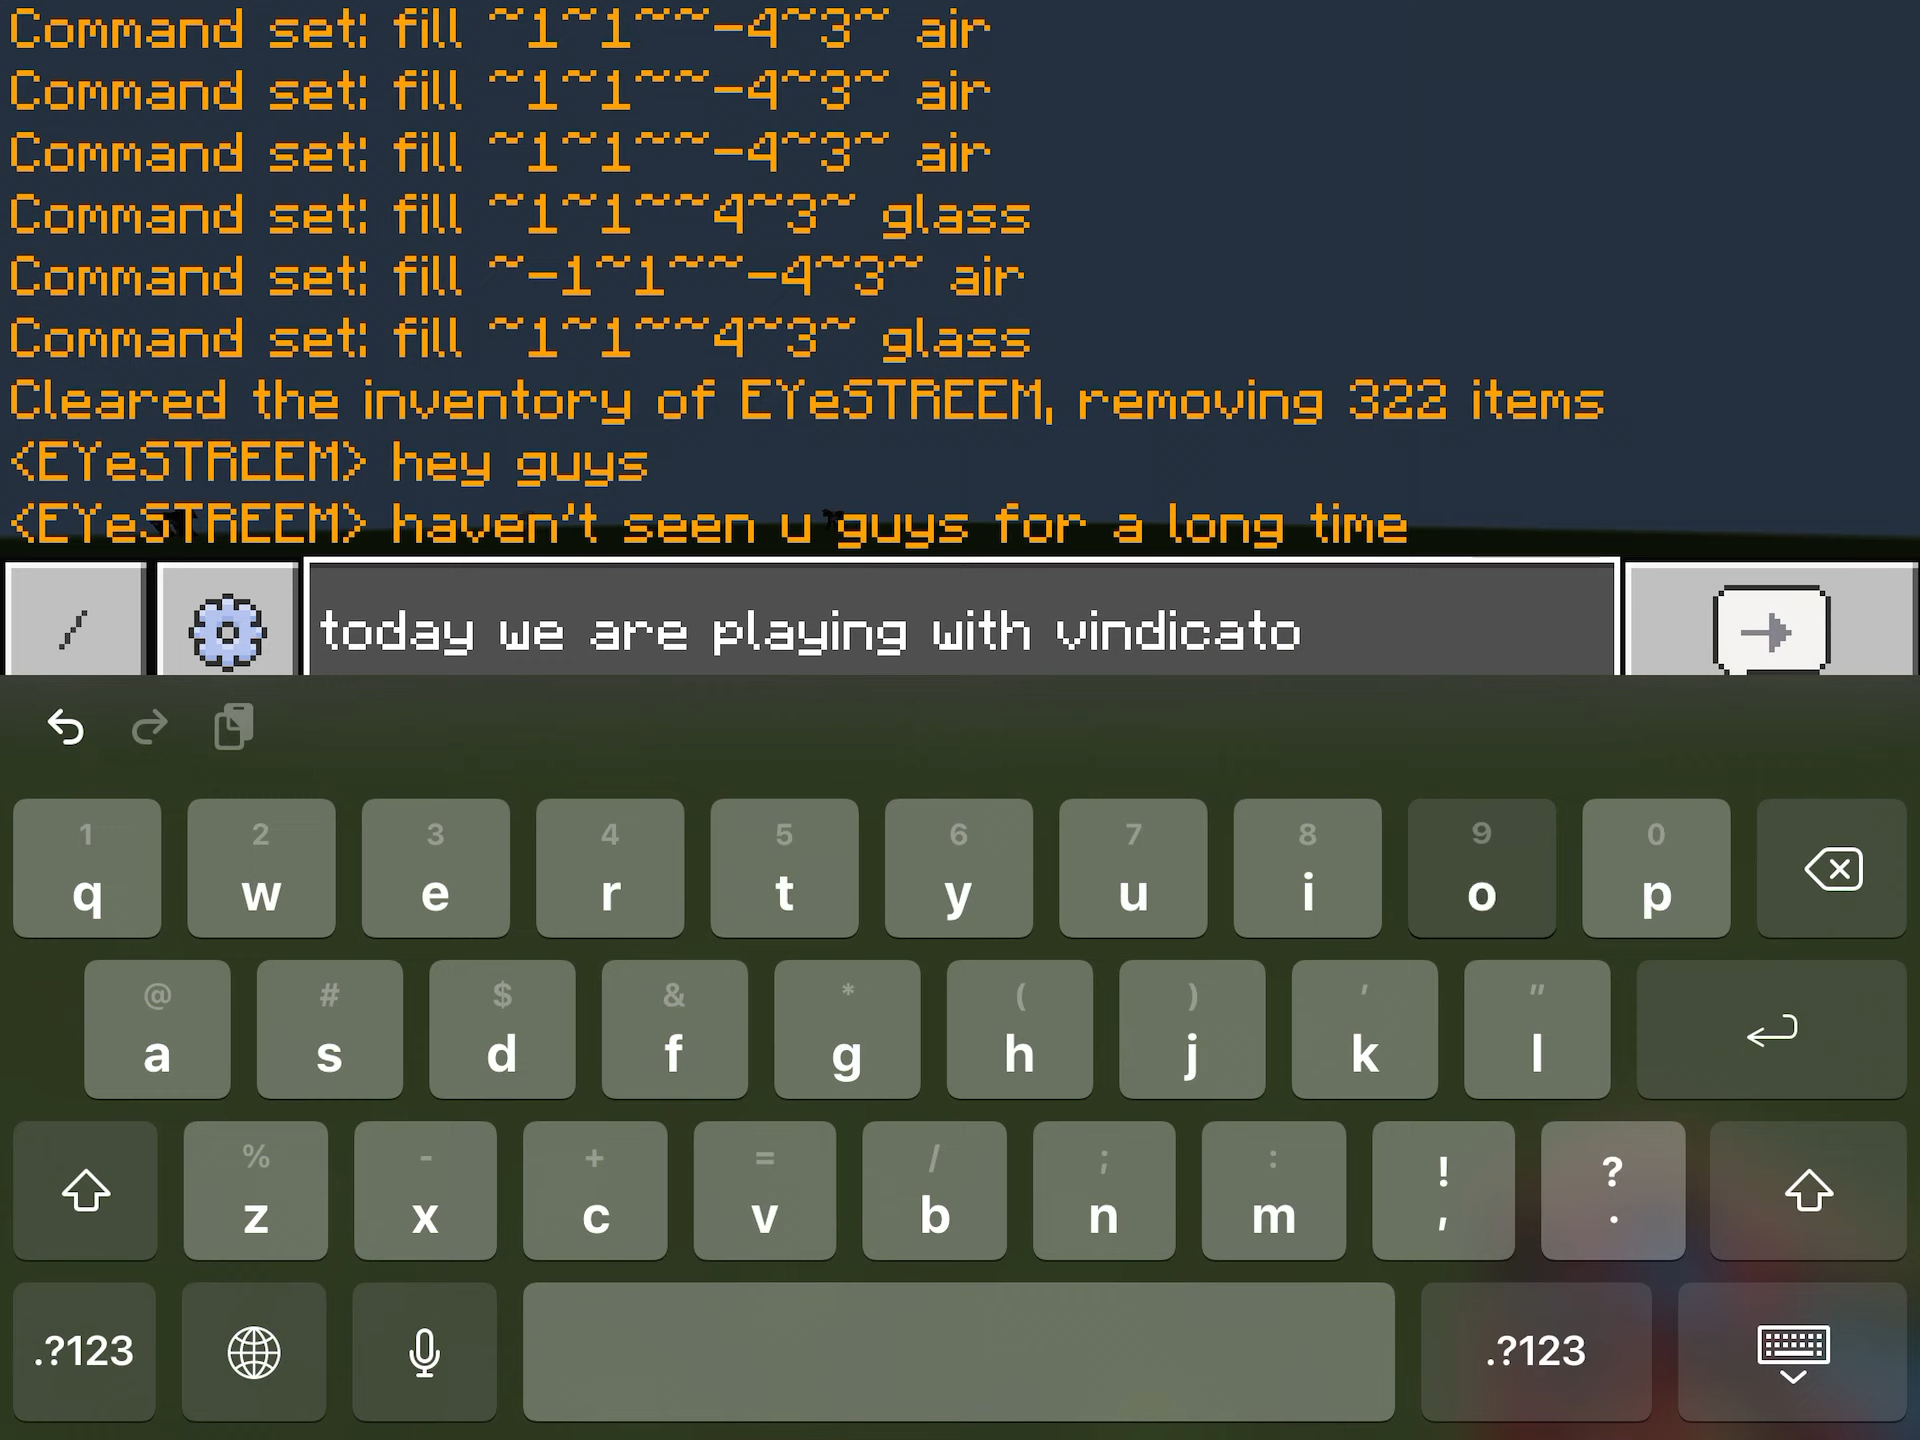 Command set: fill ~1~1~~~-4~3~ air
Command set: fill ~1~1~~~-4~3~ air
Command set: fill ~1~1~~~-4~3~ air
Command set: fill ~1~1~~~4~3~ glass
Command set: fill ~-1~1~~~-4~3~ air
Command set: fill ~1~1~~~4~3~ glass
Cleared the inventory of EYeSTREEM, removing 322 items
<EYeSTREEM> hey guys
<EYeSTREEM> haven't seen u guys for a long time
/ today we are playing with vindicato
1 2 3 4 5 6 7 8 9 0
q w e r t y u i o p
@ # $ & * ( ) ' "
a s d f g h j k l
% - + = / ; : ! ?
z x c v b n m , .
.?123 .?123